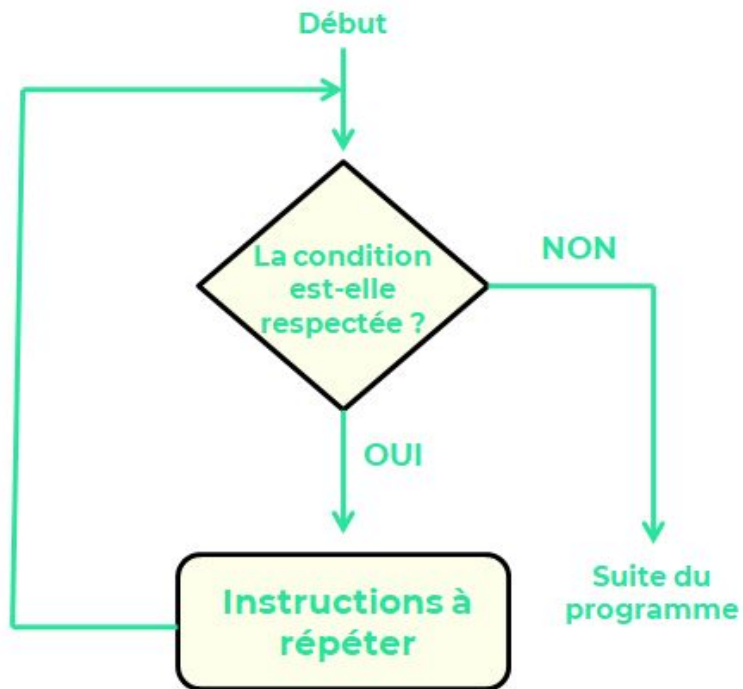 Début
La condition
est-elle
respectée ?
NON
OUI
Instructions à
répéter
Suite du
programme